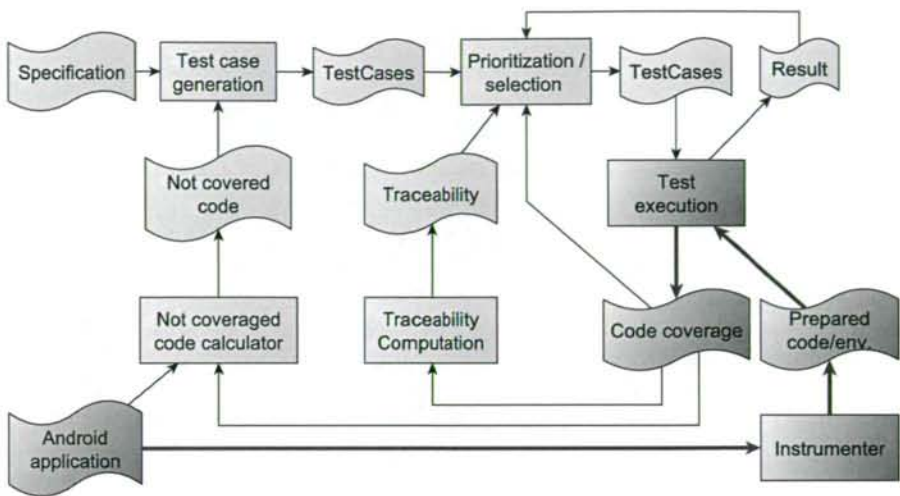 Specification
Test case
generation
TestCases
Prioritization /
selection
TestCases
Result
Not covered
code
Traceability
Test
execution
Not coveraged
code calculator
Traceability
Computation
Code coverage
Prepared
code/env.
Android
application
Instrumenter